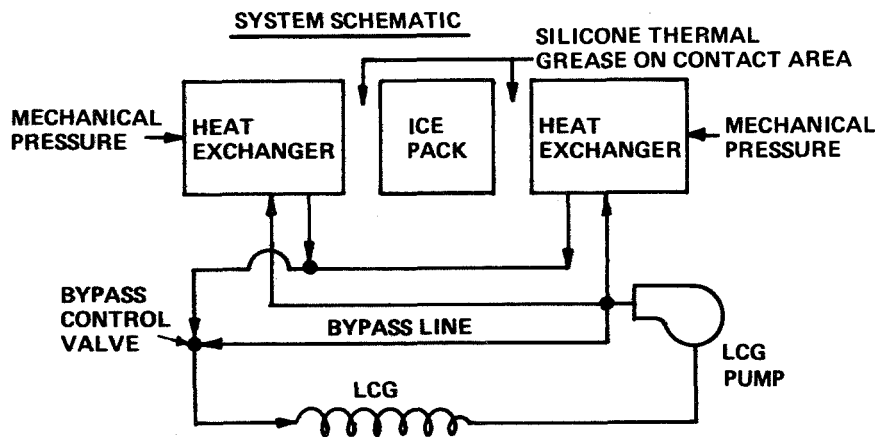 SYSTEM SCHEMATIC
SILICONE THERMAL
GREASE ON CONTACT AREA
MECHANICAL
PRESSURE
HEAT
EXCHANGER
ICE
PACK
HEAT
EXCHANGER
MECHANICAL
PRESSURE
BYPASS
CONTROL
VALVE
BYPASS LINE
LCG
PUMP
LCG